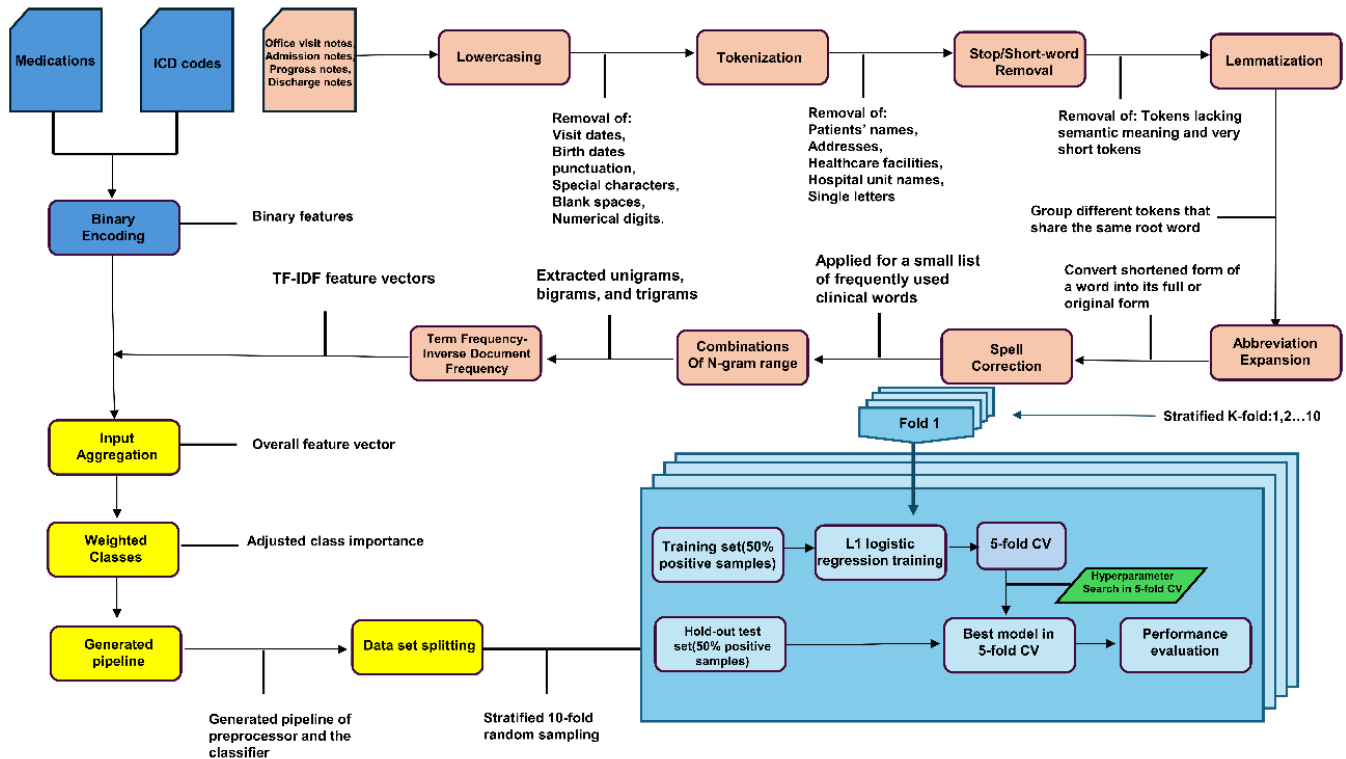 Medications
ICD codes
Office visit notes,
Admission notes,
Progress notes,
Discharge notes
Lowercasing
Tokenization
Stop/Short-word
Removal
Lemmatization
Removal of:
Visit dates,
Birth dates
punctuation,
Special characters,
Blank spaces,
Numerical digits.
Removal of:
Patients' names,
Addresses,
Healthcare facilities,
Hospital unit names,
Single letters
Removal of: Tokens lacking
semantic meaning and very
short tokens
Binary
Encoding
Binary features
Group different tokens that
share the same root word
TF-IDF feature vectors
Extracted unigrams,
bigrams, and trigrams
Applied for a small list
of frequently used
clinical words
Convert shortened form of
a word into its full or
original form
Term Frequency-
Inverse Document
Frequency
Combinations
Of N-gram range
Spell
Correction
Abbreviation
Expansion
Fold 1
Stratified K-fold:1,2...10
Input
Aggregation
Overall feature vector
Weighted
Classes
Adjusted class importance
Training set(50%
positive samples)
L1 logistic
regression training
5-fold CV
Hyperparameter
Search in 5-fold CV
Generated
pipeline
Data set splitting
Hold-out test
set(50% positive
samples)
Best model in
5-fold CV
Performance
evaluation
Generated pipeline of
preprocessor and the
classifier
Stratified 10-fold
random sampling